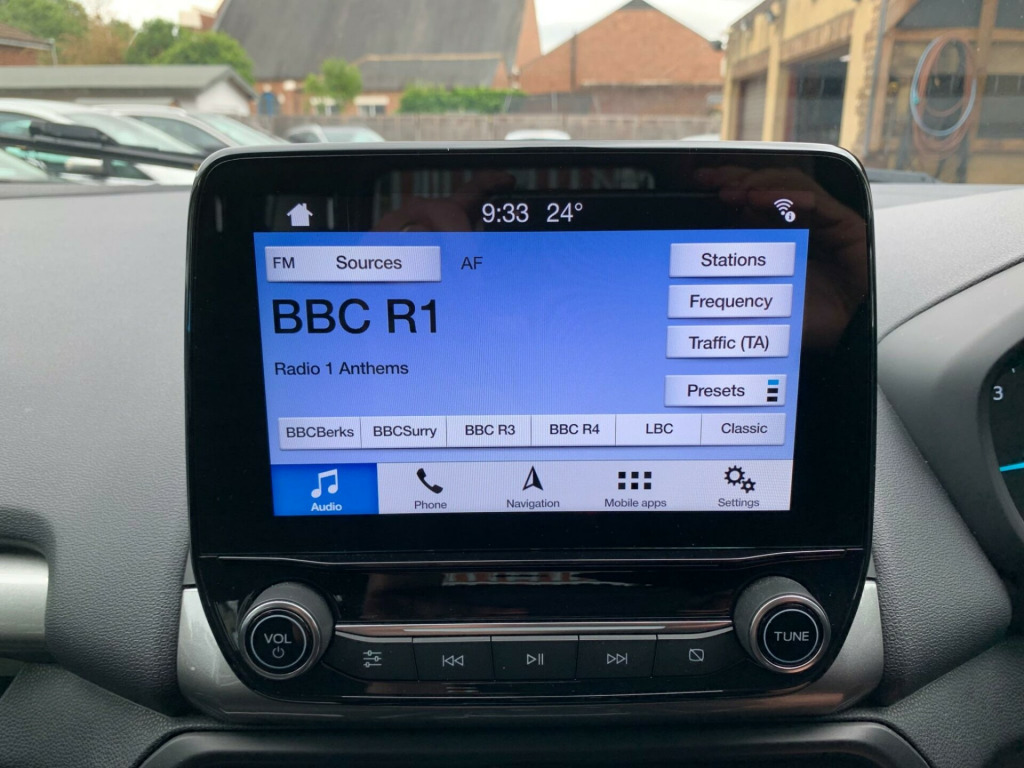 9:33 24°
FM Sources AF Stations
BBC R1
Frequency
Radio 1 Anthems
Traffic (TA)
Presets
BBCBerks BBCSurry BBC R3 BBC R4 LBC Classic
Audio Phone Navigation Mobile apps Settings
VOL TUNE
3